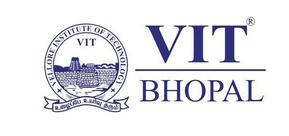 VELLORE INSTITUTE OF TECHNOLOGY
VIT
VIT®
BHOPAL